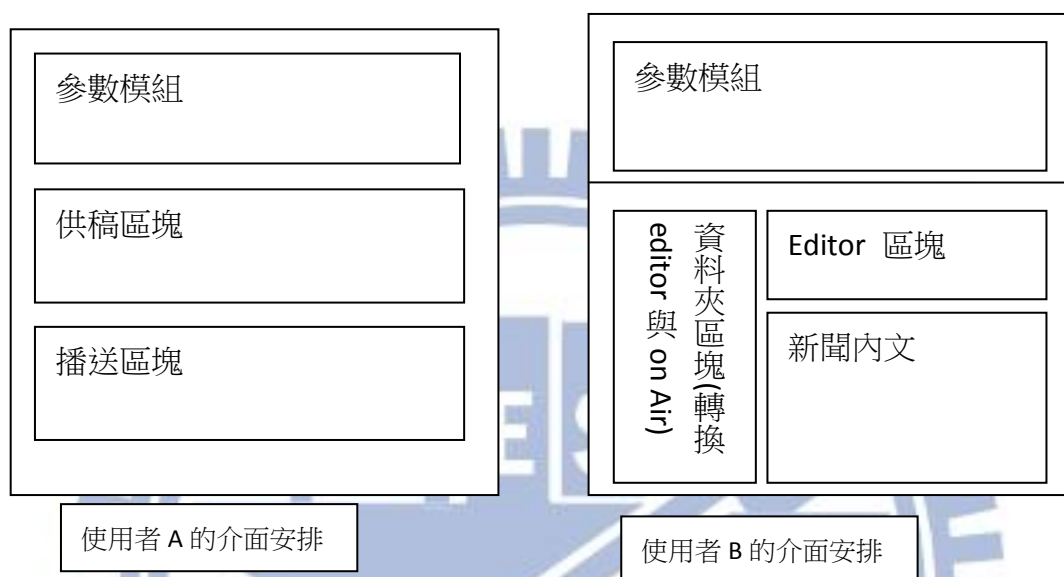 參數模組
供稿區塊
播送區塊
使用者 A 的介面安排
參數模組
資料夾區塊(轉換
editor 與 on Air)
Editor 區塊
新聞內文
使用者 B 的介面安排